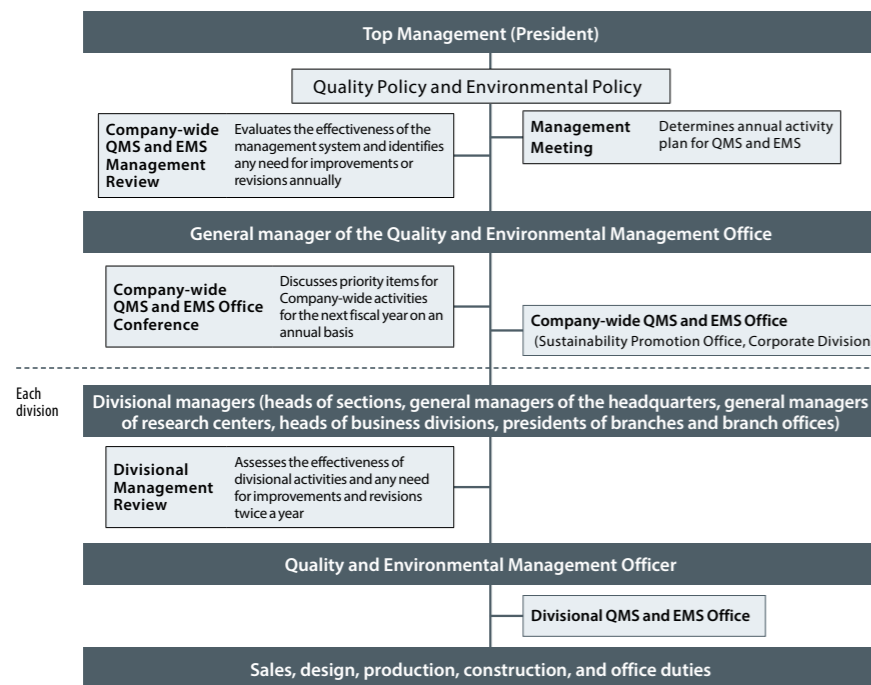 Top Management (President)
Quality Policy and Environmental Policy
Company-wide
QMS and EMS
Management
Review
Evaluates the effectiveness of the
management system and identifies
any need for improvements or
revisions annually
Management
Meeting
Determines annual activity
plan for QMS and EMS
General manager of the Quality and Environmental Management Office
Company-wide
QMS and EMS Office
Conference
Discusses priority items for
Company-wide activities
for the next fiscal year on an
annual basis
Company-wide QMS and EMS Office
(Sustainability Promotion Office, Corporate Division
Each
division
Divisional managers (heads of sections, general managers of the headquarters, general managers
of research centers, heads of business divisions, presidents of branches and branch offices)
Divisional
Management
Review
Assesses the effectiveness of
divisional activities and any need
for improvements and revisions
twice a year
Quality and Environmental Management Officer
Divisional QMS and EMS Office
Sales, design, production, construction, and office duties